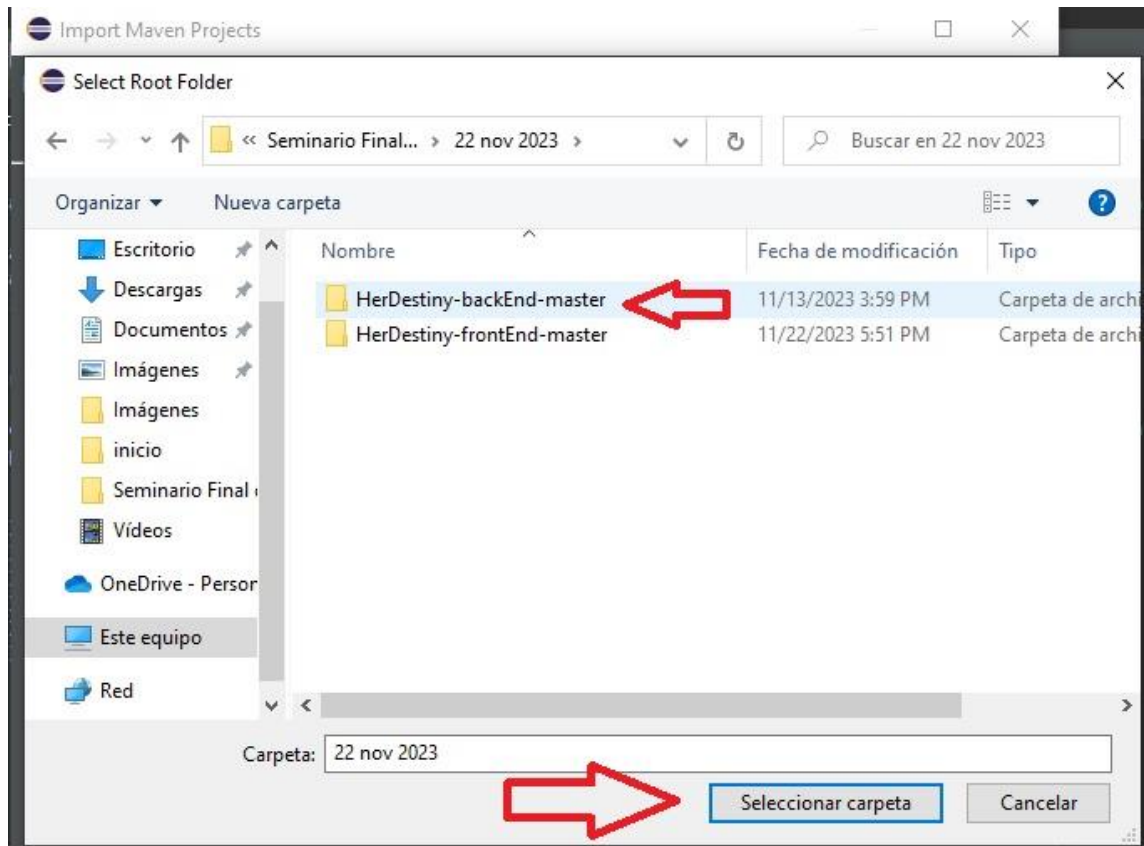 Import Maven Projects
Select Root Folder
« Seminario Final... > 22 nov 2023 >
Buscar en 22 nov 2023
Organizar
Nueva carpeta
Escritorio
Descargas
Documentos
Imágenes
Imágenes
inicio
Seminario Final
Vídeos
OneDrive - Person
Este equipo
Red
Nombre Fecha de modificación Tipo
HerDestiny-backEnd-master 11/13/2023 3:59 PM Carpeta de archi
HerDestiny-frontEnd-master 11/22/2023 5:51 PM Carpeta de archi
Carpeta: 22 nov 2023
Seleccionar carpeta Cancelar